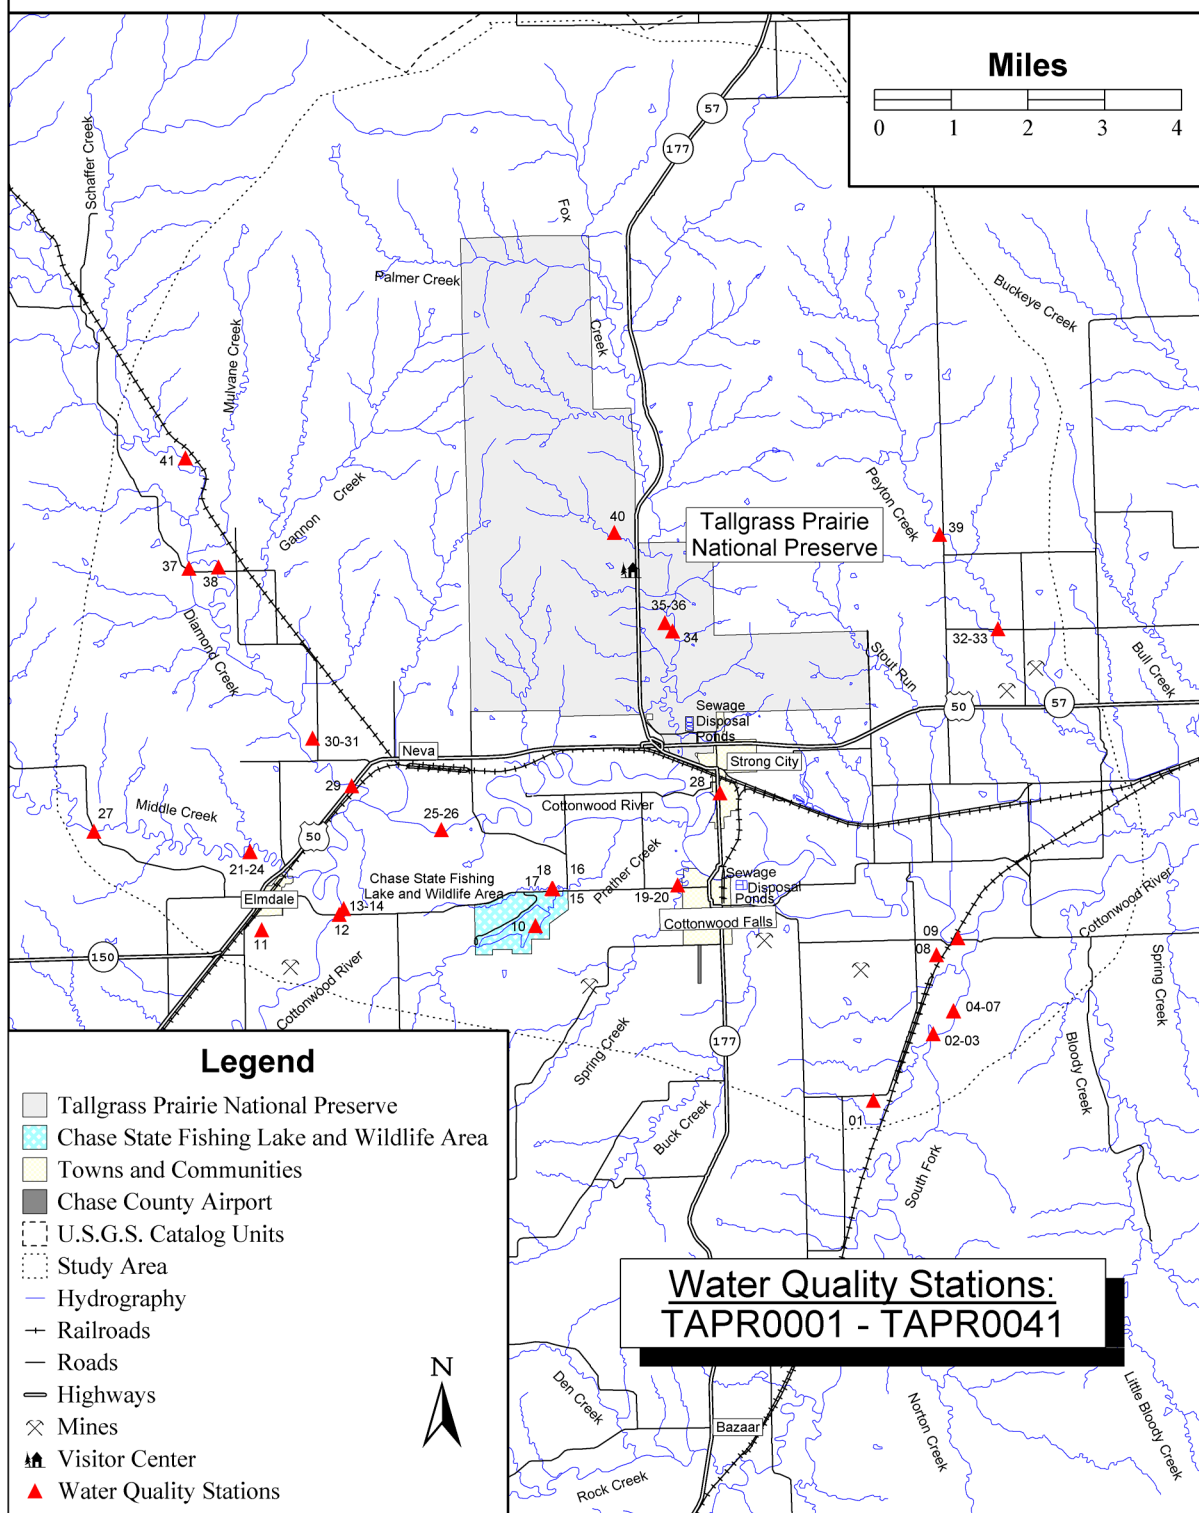 Miles
0 1 2 3 4
57
177
Schaffer Creek
Fox
Creek
Palmer Creek
Buckeye Creek
Mulvane Creek
41
Gannon
Creek
Peyton Creek
40
39
Tallgrass Prairie
National Preserve
37
38
35-36
34
32-33
Diamond Creek
Stout Run
Bull Creek
50
57
Sewage
Disposal
Ponds
30-31
Neva
Strong City
29
28
27
Middle Creek
Cottonwood River
25-26
50
21-24
Chase State Fishing
Lake and Wildlife Area
18
17
16
15
Prather Creek
Sewage
Disposal
Ponds
19-20
Elmdale
13-14
12
11
10
Cottonwood Falls
Cottonwood River
09
08
150
Cottonwood River
Spring Creek
04-07
02-03
177
Spring Creek
Bloody Creek
01
Buck Creek
South Fork
Legend
Tallgrass Prairie National Preserve
Chase State Fishing Lake and Wildlife Area
Towns and Communities
Chase County Airport
U.S.G.S. Catalog Units
Study Area
Hydrography
Railroads
Roads
Highways
Mines
Visitor Center
Water Quality Stations
N
Water Quality Stations:
TAPR0001 - TAPR0041
Den Creek
Bazaar
Rock Creek
Norton Creek
Little Bloody Creek